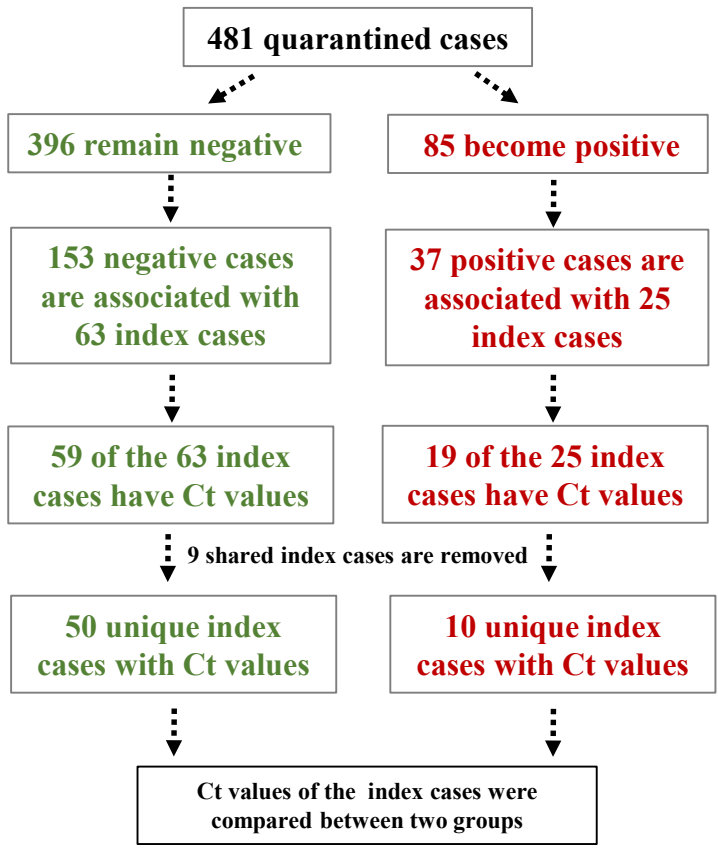 481 quarantined cases
396 remain negative
85 become positive
153 negative cases
are associated with
63 index cases
37 positive cases are
associated with 25
index cases
59 of the 63 index
cases have Ct values
19 of the 25 index
cases have Ct values
9 shared index cases are removed
50 unique index
cases with Ct values
10 unique index
cases with Ct values
Ct values of the index cases were
compared between two groups